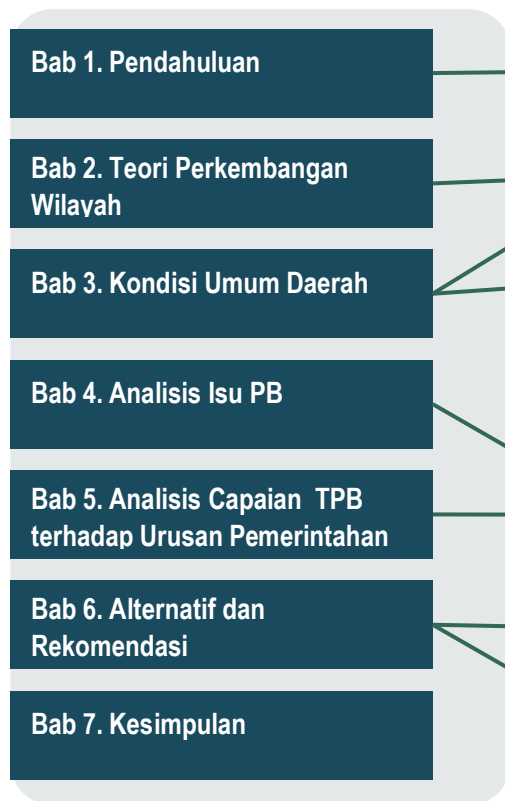 Bab 1. Pendahuluan
Bab 2. Teori Perkembangan
Wilayah
Bab 3. Kondisi Umum Daerah
Bab 4. Analisis Isu PB
Bab 5. Analisis Capaian TPB
terhadap Urusan Pemerintahan
Bab 6. Alternatif dan
Rekomendasi
Bab 7. Kesimpulan